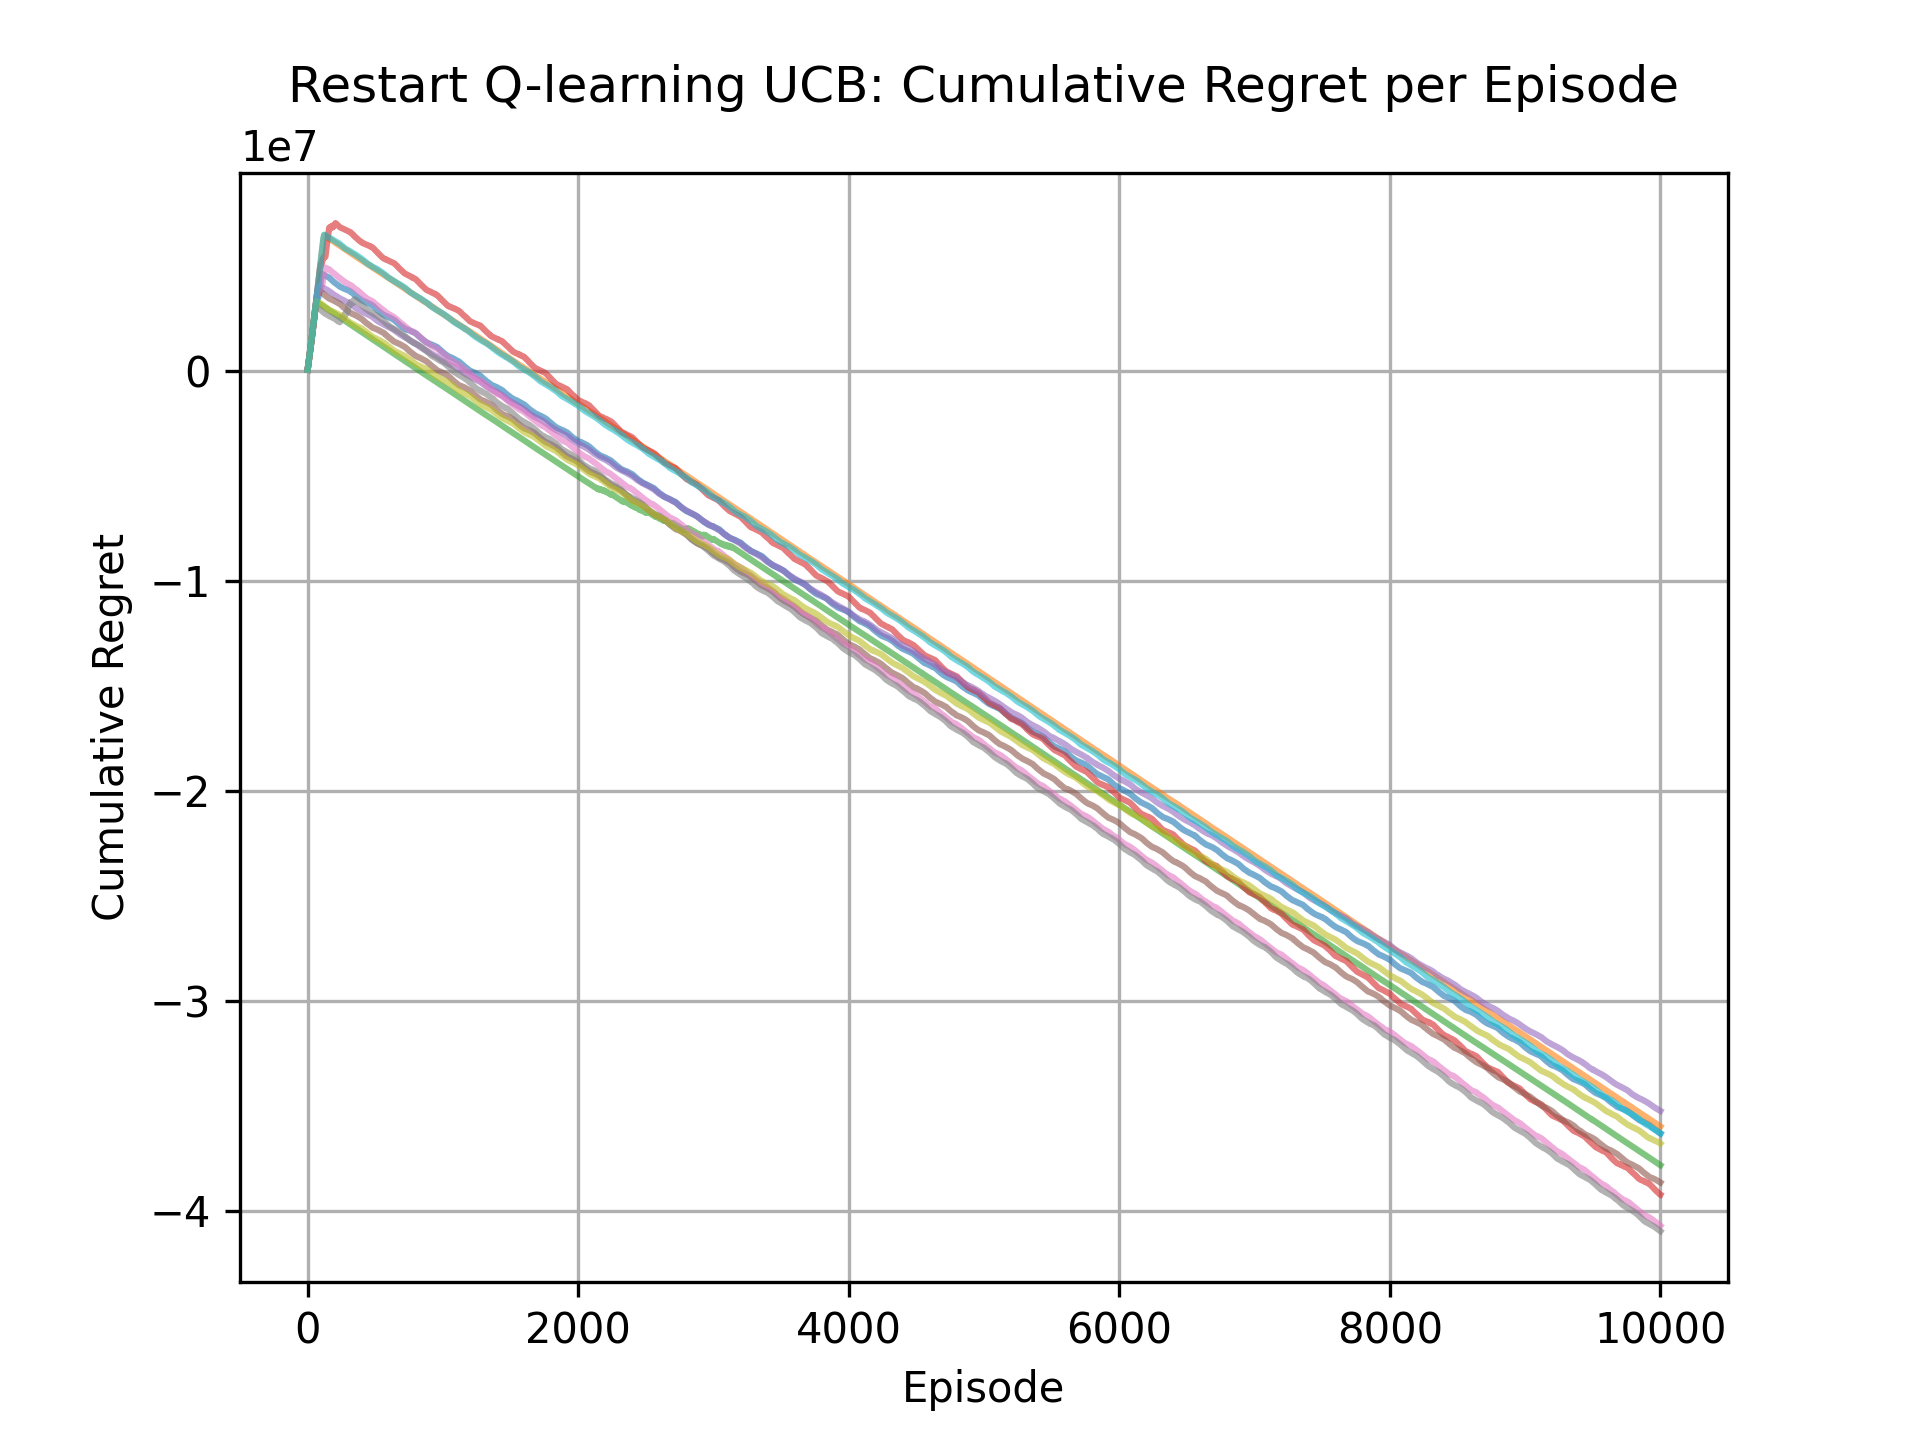 Restart Q-learning UCB: Cumulative Regret per Episode
1e7
0
−1
−2
−3
−4
Cumulative Regret
0 2000 4000 6000 8000 10000
Episode